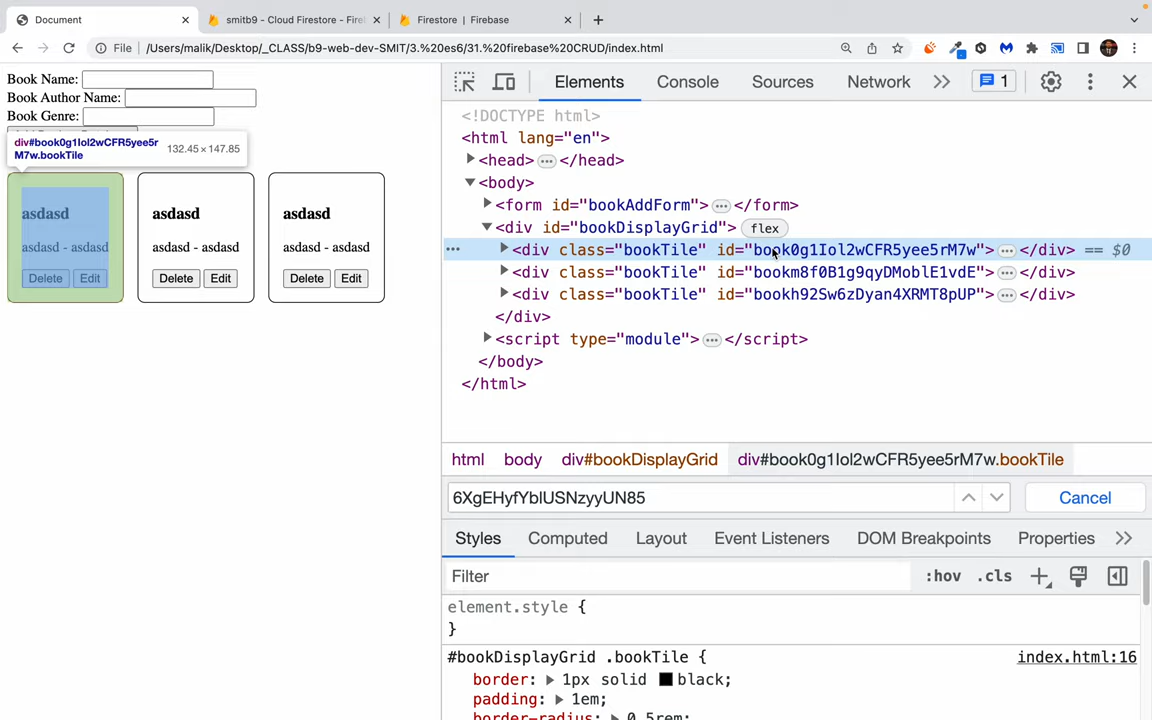 Document
smitb9 - Cloud Firestore - Fire
Firestore | Firebase
File
/Users/malik/Desktop/_CLASS/b9-web-dev-SMIT/3.%20es6/31.%20firebase%20CRUD/index.html
Book Name:
Book Author Name:
Book Genre:
div#book0g1Iol2wCFR5yee5r
M7w.bookTile
132.45 × 147.85
asdasd
asdasd - asdasd
Delete Edit
asdasd
asdasd - asdasd
Delete Edit
asdasd
asdasd - asdasd
Delete Edit
Elements Console Sources Network 1
<!DOCTYPE html>
<html lang="en">
<head> ••• </head>
<body>
<form id="bookAddForm"> ••• </form>
<div id="bookDisplayGrid"> flex
••• <div class="bookTile" id="book0g1Iol2wCFR5yee5rM7w"> ••• </div> == $0
<div class="bookTile" id="bookm8f0B1g9qyDMoblE1vdE"> ••• </div>
<div class="bookTile" id="bookh92Sw6zDyan4XRMT8pUP"> ••• </div>
</div>
<script type="module"> ••• </script>
</body>
</html>
html body div#bookDisplayGrid div#book0g1Iol2wCFR5yee5rM7w.bookTile
6XgEHyfYblUSNzyyUN85 Cancel
Styles Computed Layout Event Listeners DOM Breakpoints Properties
Filter :hov .cls
element.style {
}
#bookDisplayGrid .bookTile { index.html:16
border: 1px solid black;
padding: 1em;
border-radius: 0.5rem;